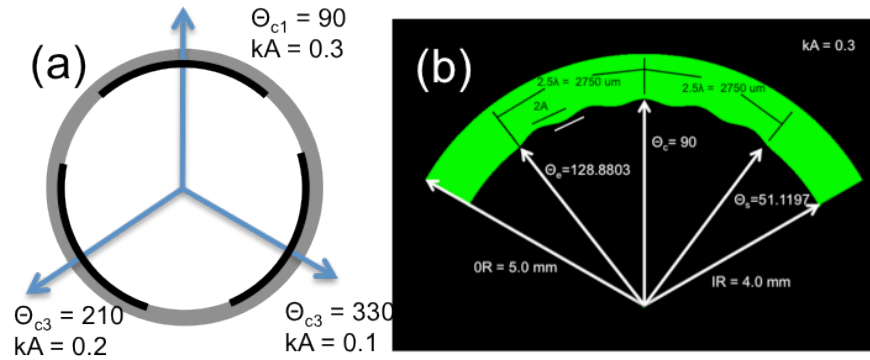 (a)
Θc1 = 90
kA = 0.3
Θc3 = 210
kA = 0.2
Θc3 = 330
kA = 0.1
(b)
kA = 0.3
2.5λ = 2750 um
2.5λ = 2750 um
2A
Θc= 90
Θe=128.8803
Θs=51.1197
0R = 5.0 mm
IR = 4.0 mm